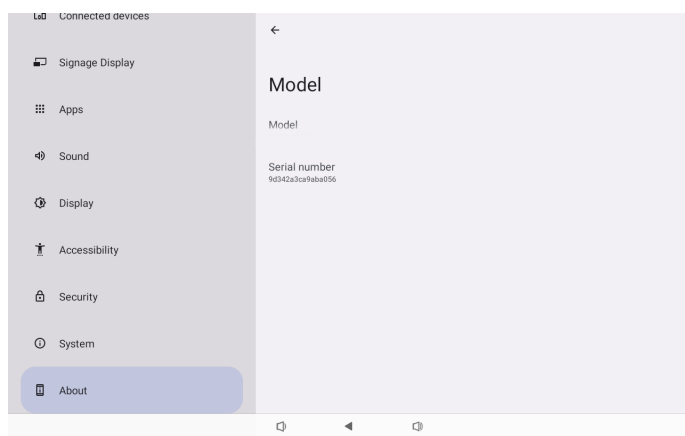 Connected devices
Signage Display
Apps
Sound
Display
Accessibility
Security
System
About
Model
Model
Serial number
9d342a3ca9aba056